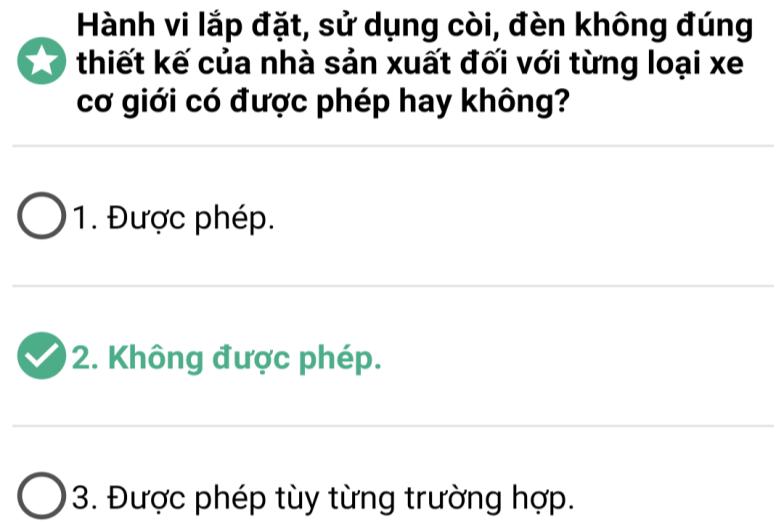 Hành vi lắp đặt, sử dụng còi, đèn không đúng
thiết kế của nhà sản xuất đối với từng loại xe
cơ giới có được phép hay không?
1. Được phép.
2. Không được phép.
3. Được phép tùy từng trường hợp.